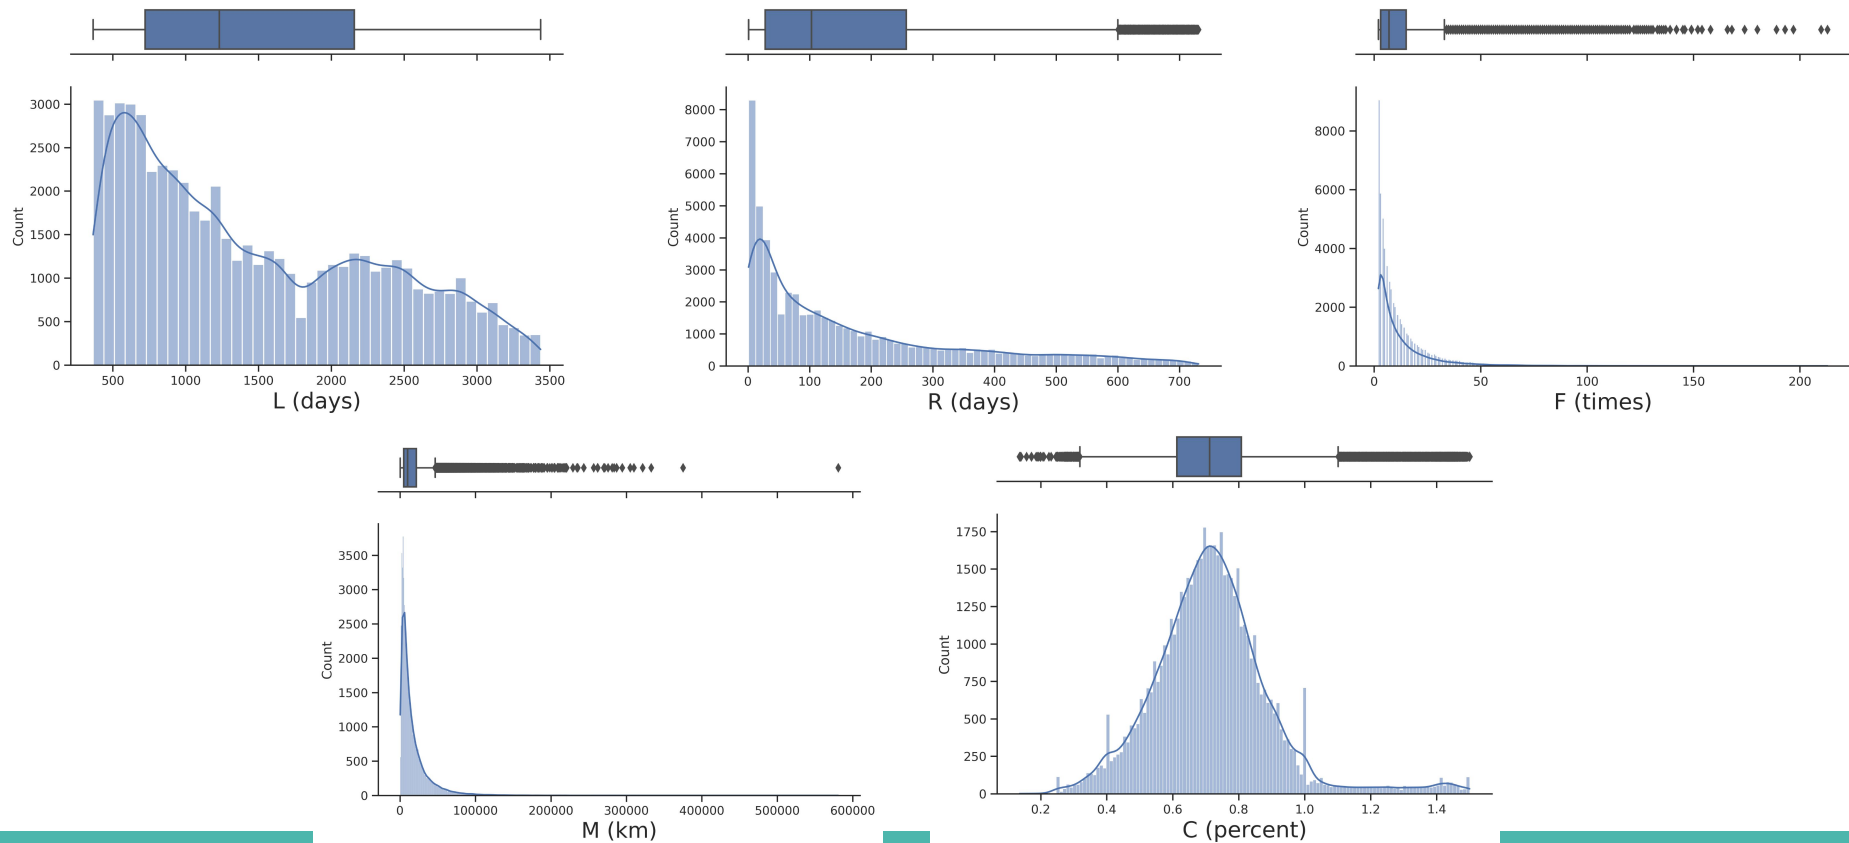 3000
2500
2000
1500
1000
500
0
Count
500 1000 1500 2000 2500 3000 3500
L (days)
8000
7000
6000
5000
4000
3000
2000
1000
0
Count
0 100 200 300 400 500 600 700
R (days)
8000
6000
4000
2000
0
Count
0 50 100 150 200
F (times)
3500
3000
2500
2000
1500
1000
500
0
Count
0 100000 200000 300000 400000 500000 600000
M (km)
1750
1500
1250
1000
750
500
250
0
Count
0.2 0.4 0.6 0.8 1.0 1.2 1.4
C (percent)